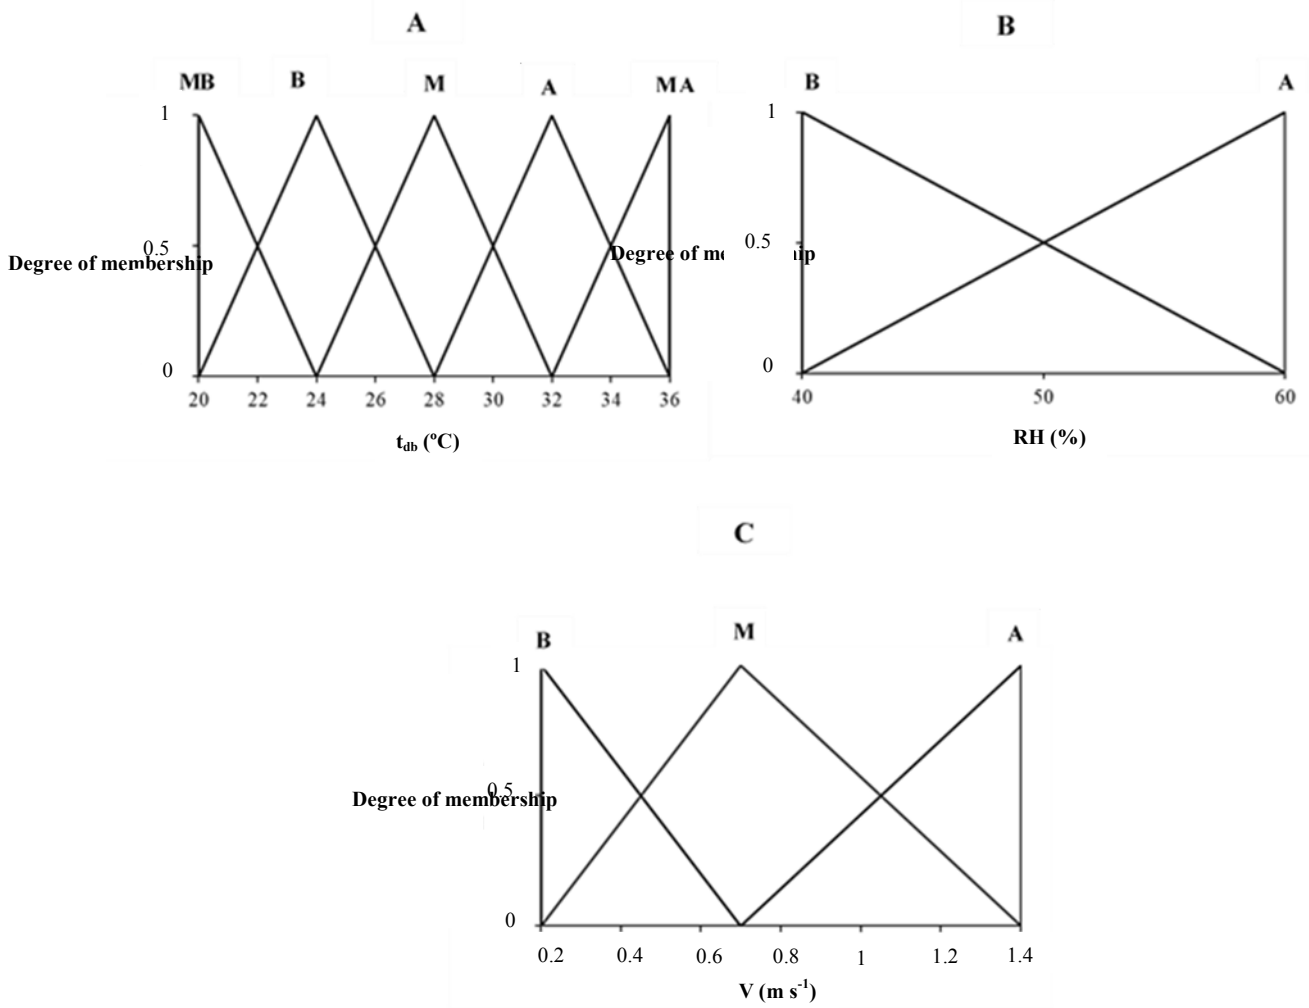 A
MB B M A MA
1
0.5
Degree of membership
0
20 22 24 26 28 30 32 34 36
t_db (ºC)
B
B A
1
0.5
Degree of me ip
0
40 50 60
RH (%)
C
B M A
1
0.5
Degree of membership
0
0.2 0.4 0.6 0.8 1 1.2 1.4
V (m s⁻¹)